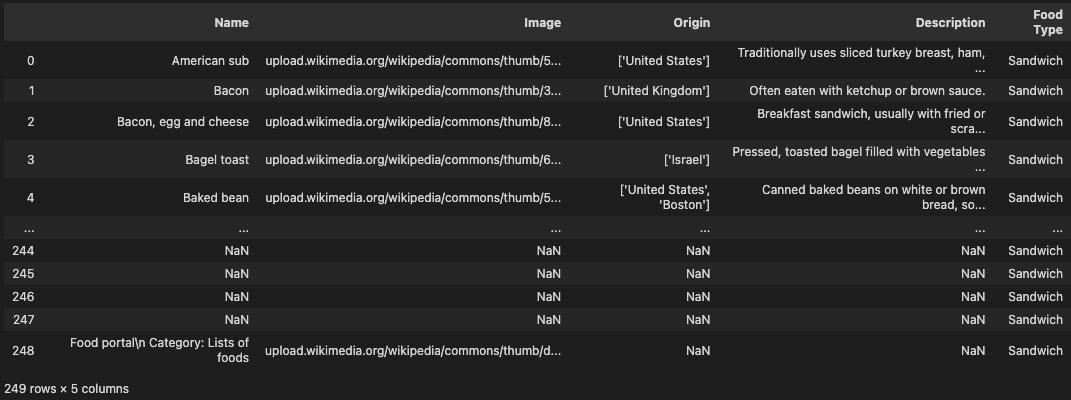 Name Image Origin Description Food
Type
0 American sub upload.wikimedia.org/wikipedia/commons/thumb/5... ['United States'] Traditionally uses sliced turkey breast, ham,
... Sandwich
1 Bacon upload.wikimedia.org/wikipedia/commons/thumb/3... ['United Kingdom'] Often eaten with ketchup or brown sauce. Sandwich
2 Bacon, egg and cheese upload.wikimedia.org/wikipedia/commons/thumb/8... ['United States'] Breakfast sandwich, usually with fried or
scra... Sandwich
3 Bagel toast upload.wikimedia.org/wikipedia/commons/thumb/6... ['Israel'] Pressed, toasted bagel filled with vegetables
... Sandwich
4 Baked bean upload.wikimedia.org/wikipedia/commons/thumb/5... ['United States',
'Boston'] Canned baked beans on white or brown
bread, so... Sandwich
... ... ... ... ... ...
244 NaN NaN NaN NaN Sandwich
245 NaN NaN NaN NaN Sandwich
246 NaN NaN NaN NaN Sandwich
247 NaN NaN NaN NaN Sandwich
248 Food portal\n Category: Lists of
foods upload.wikimedia.org/wikipedia/commons/thumb/d... NaN NaN Sandwich
249 rows × 5 columns